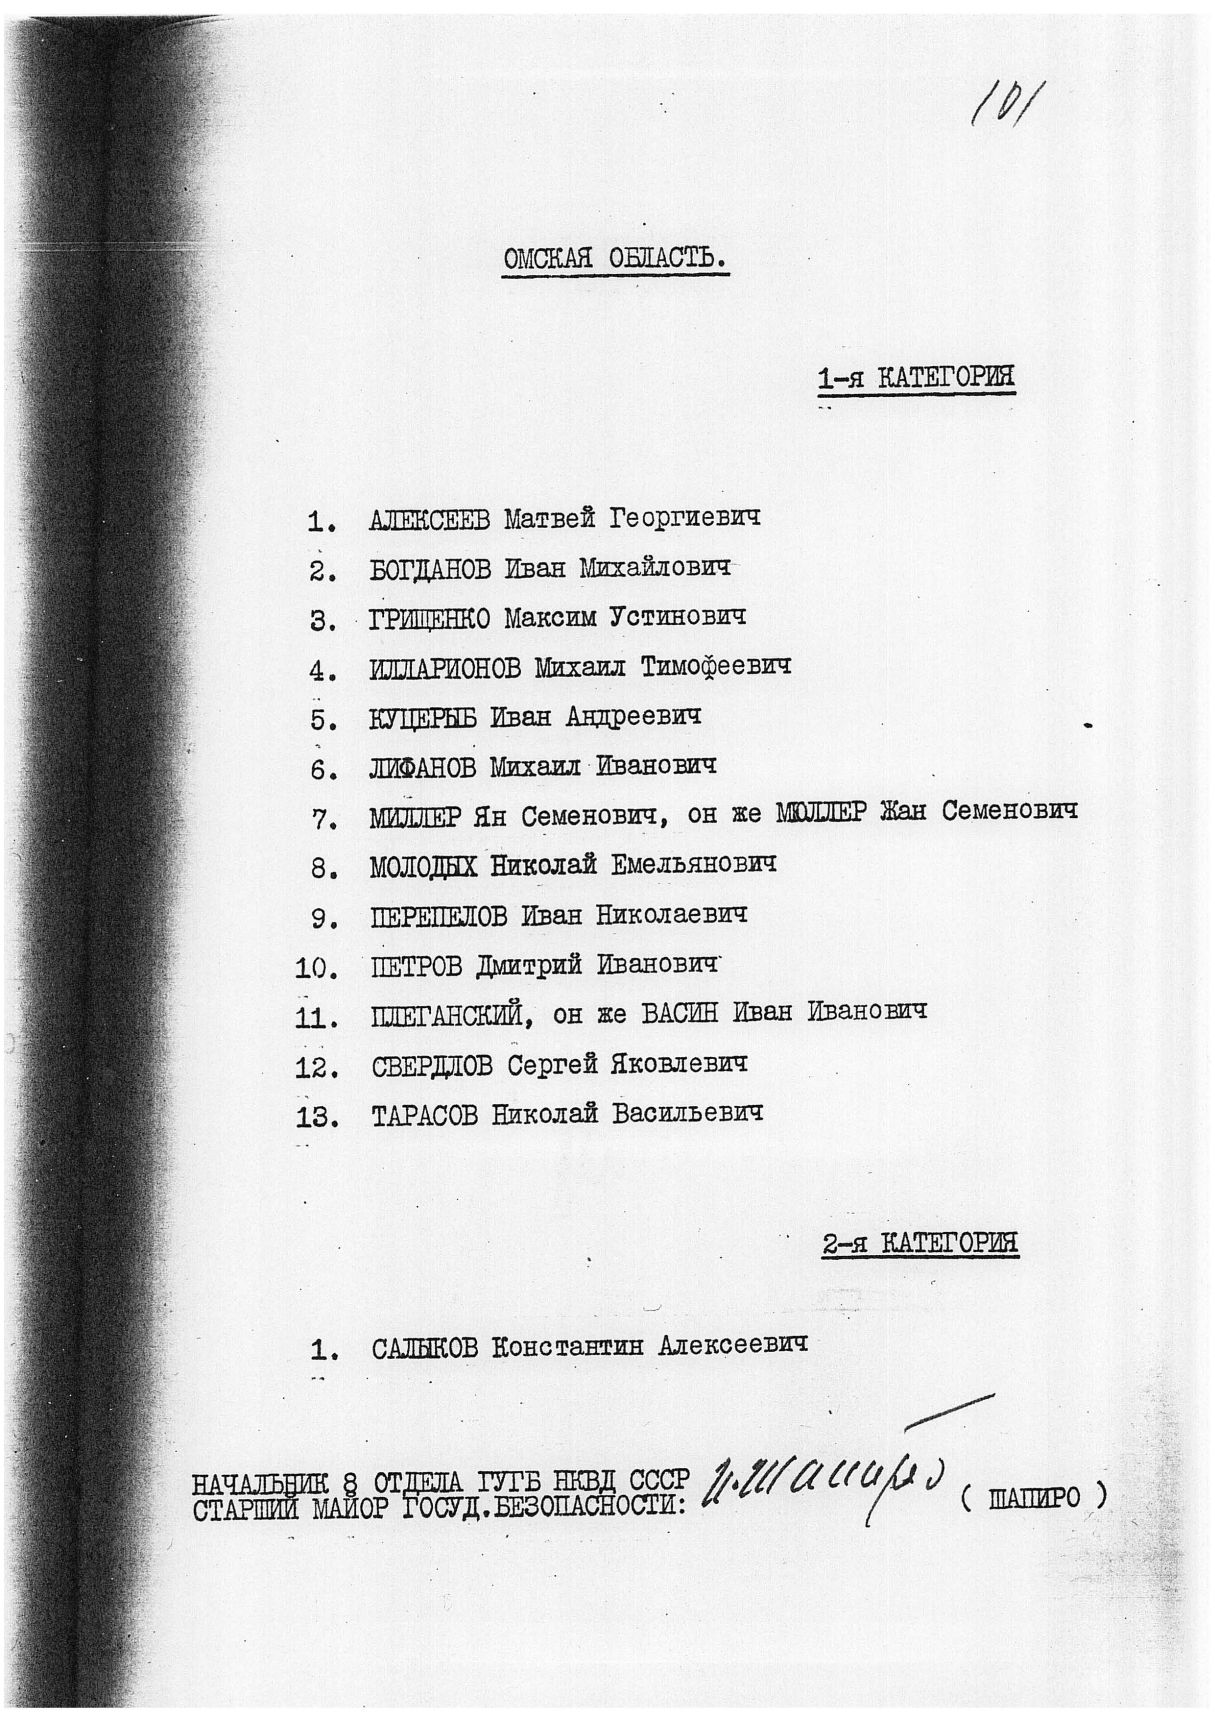 101
ОМСКАЯ ОБЛАСТЬ.
1-я КАТЕГОРИЯ
1. АЛЕКСЕЕВ Матвей Георгиевич
2. БОГДАНОВ Иван Михайлович
3. ГРИЩЕНКО Максим Устинович
4. ИЛЛАРИОНОВ Михаил Тимофеевич
5. КУЦЕРЫБ Иван Андреевич
6. ЛИФАНОВ Михаил Иванович
7. МИЛЛЕР Ян Семенович, он же МЮЛЛЕР Жан Семенович
8. МОЛОДЫХ Николай Емельянович
9. ПЕРЕПЕЛОВ Иван Николаевич
10. ПЕТРОВ Дмитрий Иванович
11. ПЛЕГАНСКИЙ, он же ВАСИН Иван Иванович
12. СВЕРДЛОВ Сергей Яковлевич
13. ТАРАСОВ Николай Васильевич
2-я КАТЕГОРИЯ
1. САЛЫКОВ Константин Алексеевич
НАЧАЛЬНИК 8 ОТДЕЛА ГУГБ НКВД СССР
СТАРШИЙ МАЙОР ГОСУД.БЕЗОПАСНОСТИ: И.Шапиро ( ШАПИРО )